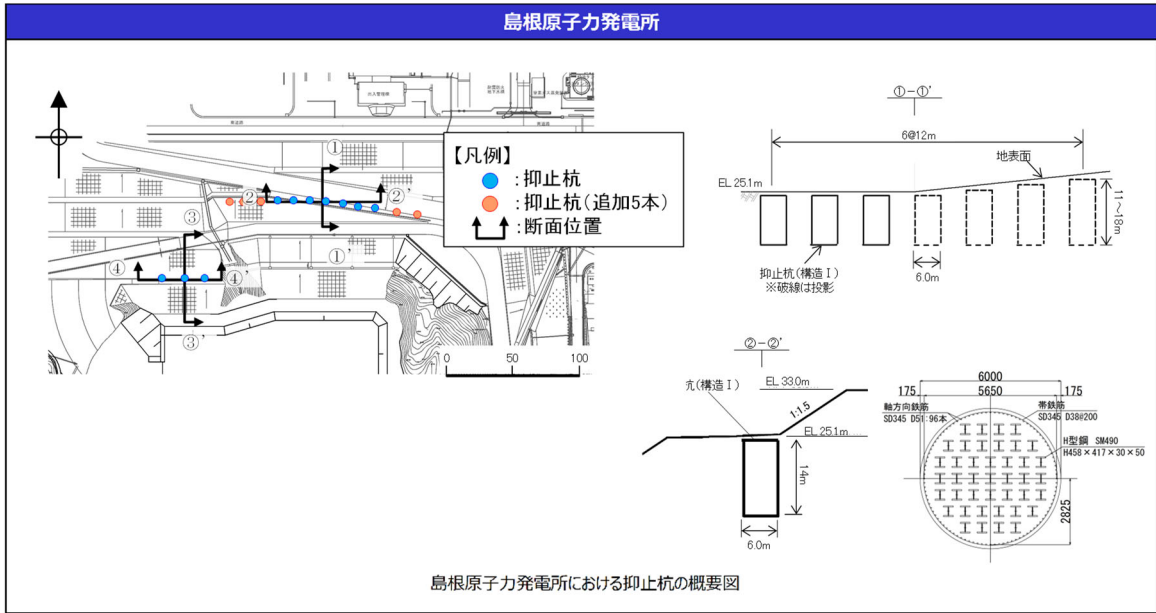 島根原子力発電所
出入管理棟
①
②
②'
③
①'
④
④'
③'
【凡例】
:抑止杭
:抑止杭(追加5本)
:断面位置
0 50 100
①-①'
6@12m
地表面
EL 25.1m
11~18m
抑止杭(構造Ⅰ)
※破線は投影
6.0m
②-②'
杭(構造Ⅰ)
EL 33.0m
1:1.5
EL 25.1m
14m
6.0m
6000
175 5650 175
軸方向鉄筋
SD345 D51:96本
帯鉄筋
SD345 D38@200
H型鋼 SM490
H458×417×30×50
2825
島根原子力発電所における抑止杭の概要図